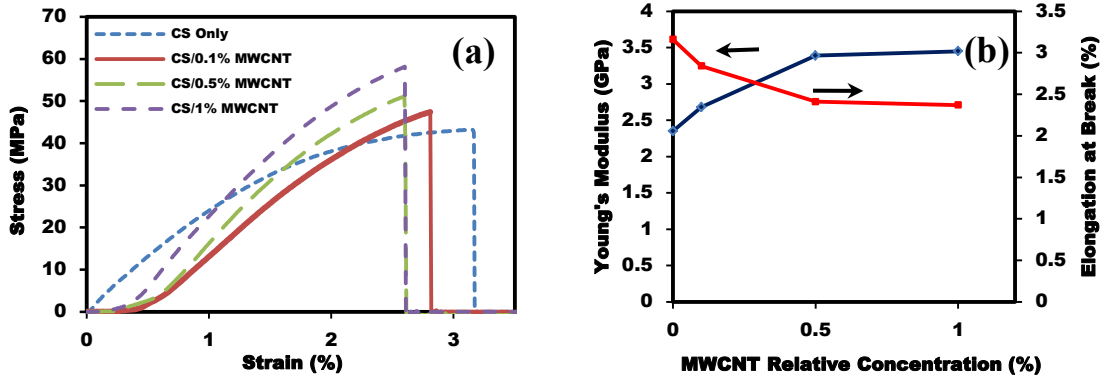 (a)
Stress (MPa)
70
60
50
40
30
20
10
0
CS Only
CS/0.1% MWCNT
CS/0.5% MWCNT
CS/1% MWCNT
0 1 2 3
Strain (%)
(b)
Young's Modulus (GPa)
4
3.5
3
2.5
2
1.5
1
0.5
0
3.5
3
2.5
2
1.5
1
0.5
0
Elongation at Break (%)
0 0.5 1
MWCNT Relative Concentration (%)